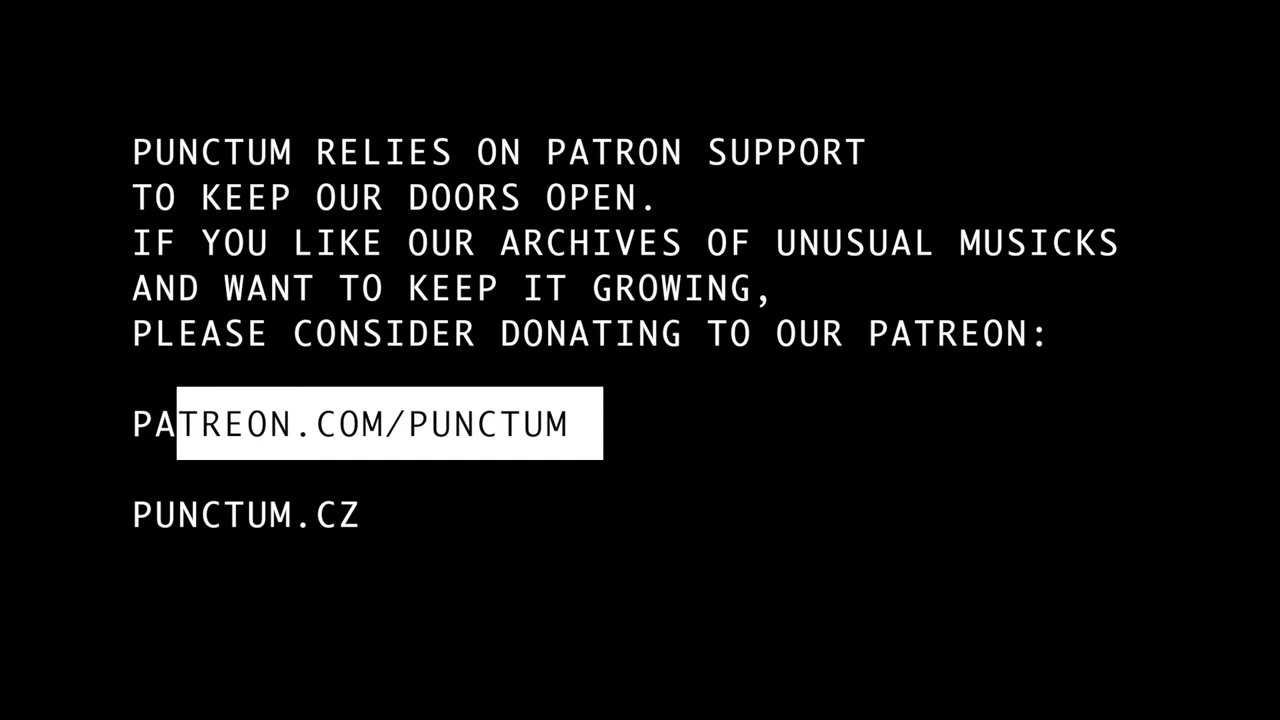 PUNCTUM RELIES ON PATRON SUPPORT
TO KEEP OUR DOORS OPEN.
IF YOU LIKE OUR ARCHIVES OF UNUSUAL MUSICKS
AND WANT TO KEEP IT GROWING,
PLEASE CONSIDER DONATING TO OUR PATREON:
PATREON.COM/PUNCTUM
PUNCTUM.CZ